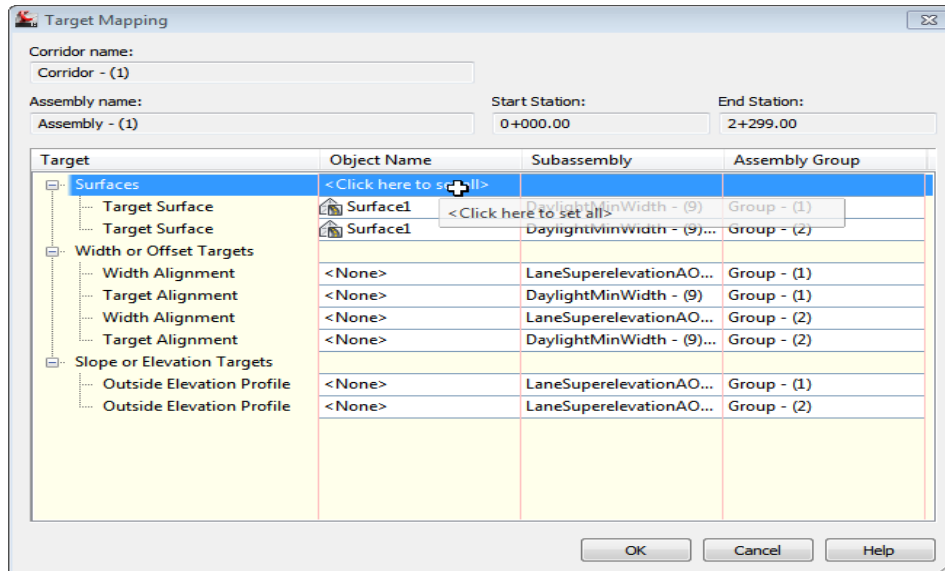 Target Mapping
Corridor name:
Corridor - (1)
Assembly name: Start Station: End Station:
Assembly - (1) 0+000.00 2+299.00
Target Object Name Subassembly Assembly Group
Surfaces <Click here to set all>
Target Surface Surface1 DaylightMinWidth - (9) Group - (1)
<Click here to set all>
Target Surface Surface1 DaylightMinWidth - (9)... Group - (2)
Width or Offset Targets
Width Alignment <None> LaneSuperelevationAO... Group - (1)
Target Alignment <None> DaylightMinWidth - (9) Group - (1)
Width Alignment <None> LaneSuperelevationAO... Group - (2)
Target Alignment <None> DaylightMinWidth - (9)... Group - (2)
Slope or Elevation Targets
Outside Elevation Profile <None> LaneSuperelevationAO... Group - (1)
Outside Elevation Profile <None> LaneSuperelevationAO... Group - (2)
OK Cancel Help